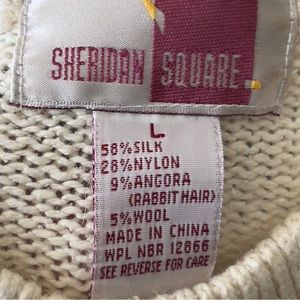 SHERIDAN SQUARE
L
58% SILK
28% NYLON
9% ANGORA
(RABBIT HAIR)
5% WOOL
MADE IN CHINA
WPL NBR 12866
SEE REVERSE FOR CARE